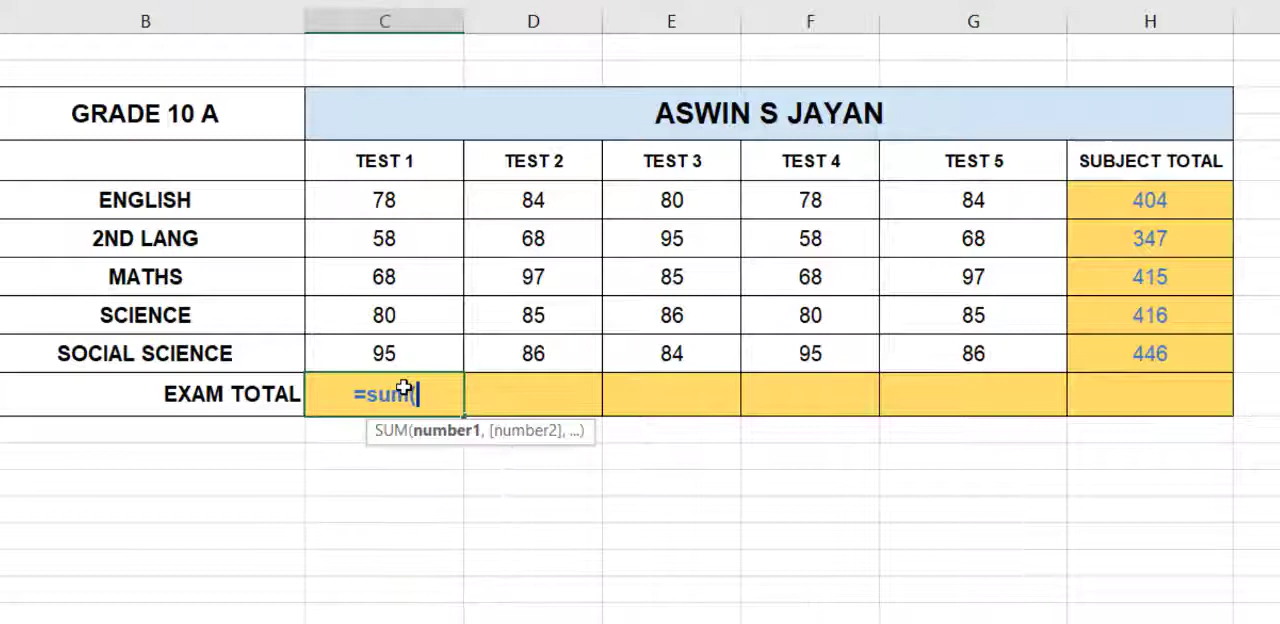 B C D E F G H
GRADE 10 A ASWIN S JAYAN
TEST 1 TEST 2 TEST 3 TEST 4 TEST 5 SUBJECT TOTAL
ENGLISH 78 84 80 78 84 404
2ND LANG 58 68 95 58 68 347
MATHS 68 97 85 68 97 415
SCIENCE 80 85 86 80 85 416
SOCIAL SCIENCE 95 86 84 95 86 446
EXAM TOTAL =sum(
SUM(number1, [number2], ...)